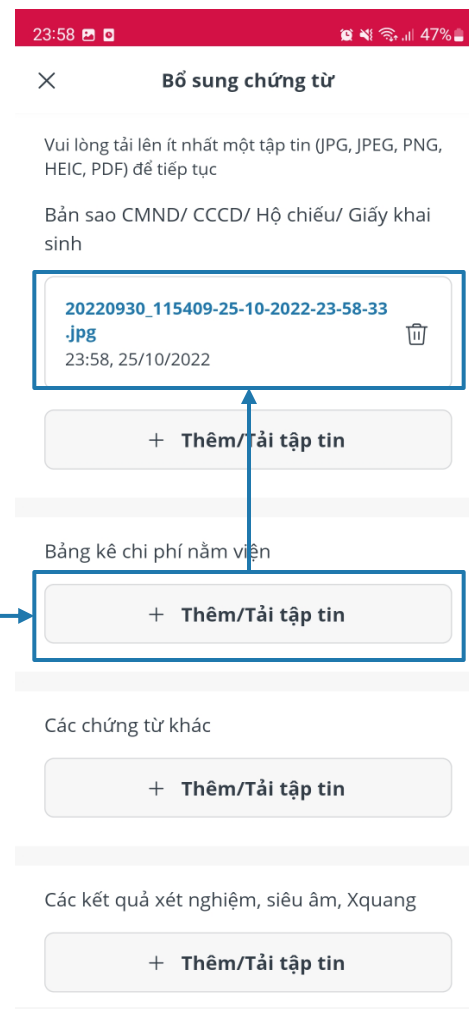 23:58 47%
Bổ sung chứng từ
Vui lòng tải lên ít nhất một tập tin (JPG, JPEG, PNG,
HEIC, PDF) để tiếp tục
Bản sao CMND/ CCCD/ Hộ chiếu/ Giấy khai
sinh
20220930_115409-25-10-2022-23-58-33
.jpg
23:58, 25/10/2022
+ Thêm/Tải tập tin
Bảng kê chi phí nằm viện
+ Thêm/Tải tập tin
Các chứng từ khác
+ Thêm/Tải tập tin
Các kết quả xét nghiệm, siêu âm, Xquang
+ Thêm/Tải tập tin